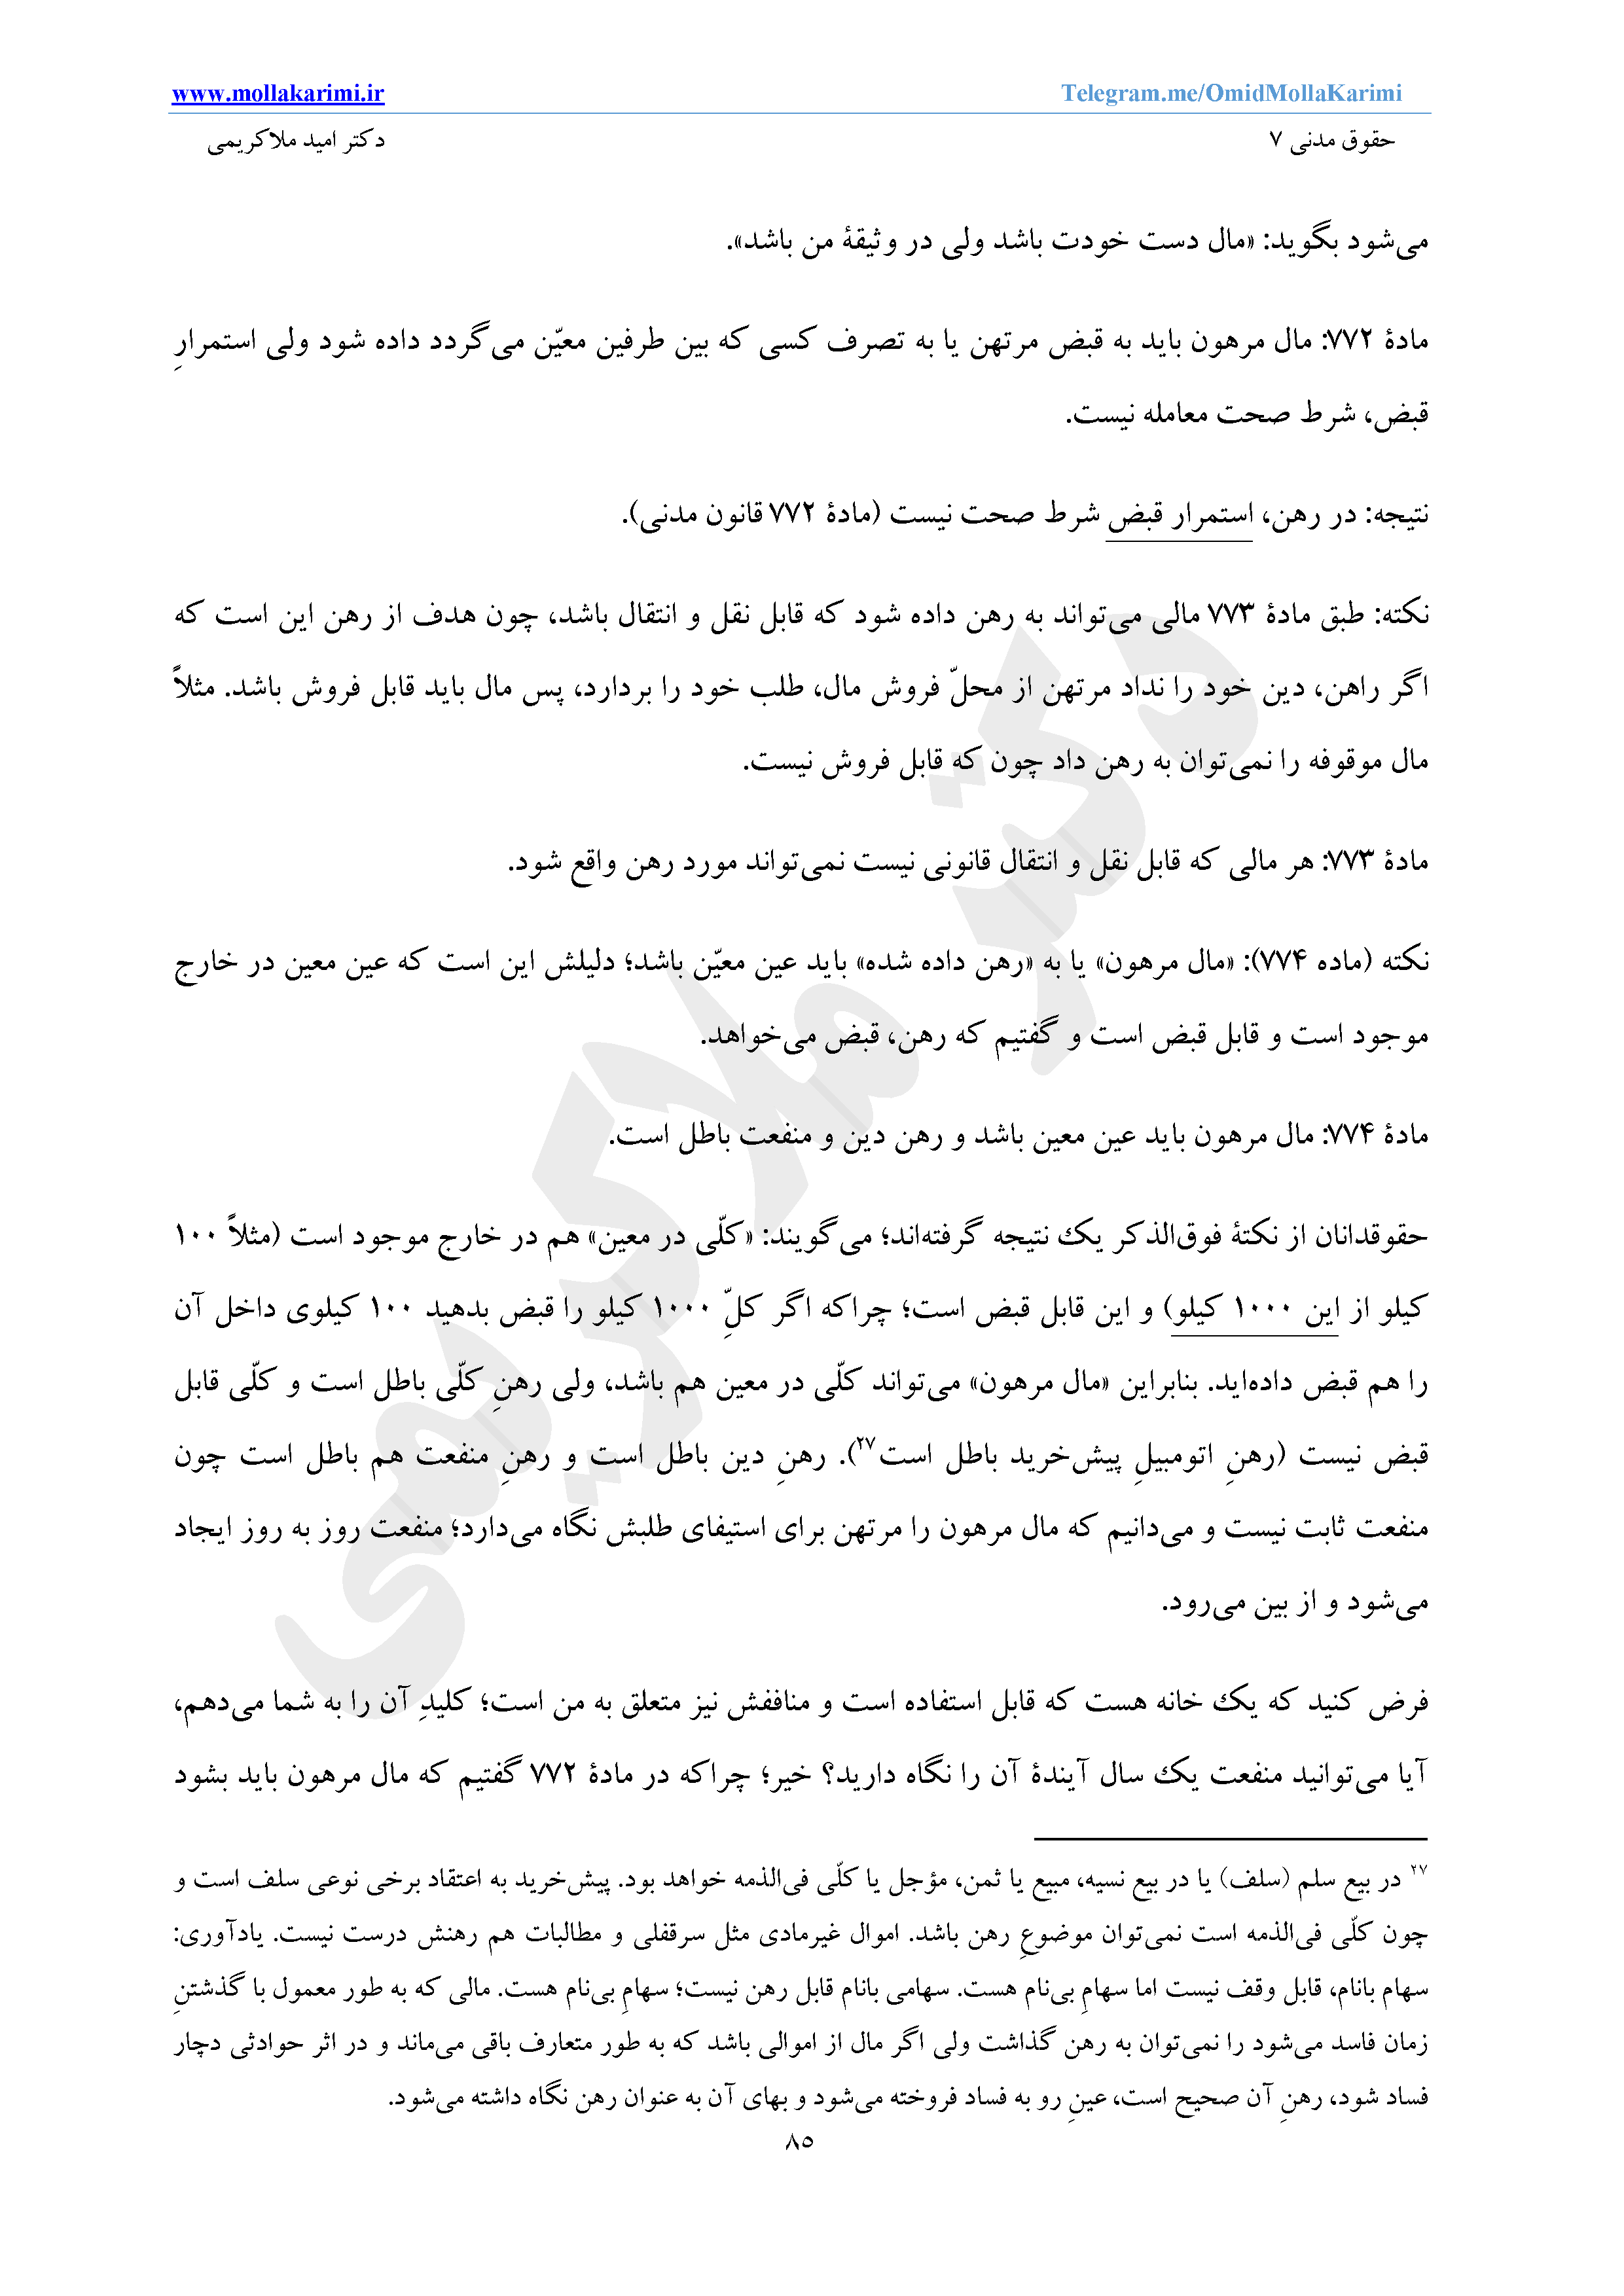 www.mollakarimi.ir Telegram.me/OmidMollaKarimi
حقوق مدنی ۷ دکتر امید ملاکریمی
می‌شود بگوید: «مال دست خودت باشد ولی در وثیقهٔ من باشد».
مادهٔ ۷۷۲: مال مرهون باید به قبض مرتهن یا به تصرف کسی که بین طرفین معیّن می‌گردد داده شود ولی استمرارِ
قبض، شرط صحت معامله نیست.
نتیجه: در رهن، استمرار قبض شرط صحت نیست (مادهٔ ۷۷۲ قانون مدنی).
نکته: طبق مادهٔ ۷۷۳ مالی می‌تواند به رهن داده شود که قابل نقل و انتقال باشد، چون هدف از رهن این است که
اگر راهن، دین خود را نداد مرتهن از محلّ فروش مال، طلب خود را بردارد، پس مال باید قابل فروش باشد. مثلاً
مال موقوفه را نمی‌توان به رهن داد چون که قابل فروش نیست.
مادهٔ ۷۷۳: هر مالی که قابل نقل و انتقال قانونی نیست نمی‌تواند مورد رهن واقع شود.
نکته (ماده ۷۷۴): «مال مرهون» یا به «رهن داده شده» باید عین معیّن باشد؛ دلیلش این است که عین معین در خارج
موجود است و قابل قبض است و گفتیم که رهن، قبض می‌خواهد.
مادهٔ ۷۷۴: مال مرهون باید عین معین باشد و رهن دین و منفعت باطل است.
حقوقدانان از نکتهٔ فوق‌الذکر یک نتیجه گرفته‌اند؛ می‌گویند: «کلّی در معین» هم در خارج موجود است (مثلاً ۱۰۰
کیلو از این ۱۰۰۰ کیلو) و این قابل قبض است؛ چراکه اگر کلِّ ۱۰۰۰ کیلو را قبض بدهید ۱۰۰ کیلوی داخل آن
را هم قبض داده‌اید. بنابراین «مال مرهون» می‌تواند کلّی در معین هم باشد، ولی رهنِ کلّی باطل است و کلّی قابل
قبض نیست (رهنِ اتومبیلِ پیش‌خرید باطل است۲۷). رهنِ دین باطل است و رهنِ منفعت هم باطل است چون
منفعت ثابت نیست و می‌دانیم که مال مرهون را مرتهن برای استیفای طلبش نگاه می‌دارد؛ منفعت روز به روز ایجاد
می‌شود و از بین می‌رود.
فرض کنید که یک خانه هست که قابل استفاده است و منافعش نیز متعلق به من است؛ کلیدِ آن را به شما می‌دهم،
آیا می‌توانید منفعت یک سال آیندهٔ آن را نگاه دارید؟ خیر؛ چراکه در مادهٔ ۷۷۲ گفتیم که مال مرهون باید بشود
۲۷ در بیع سلم (سلف) یا در بیع نسیه، مبیع یا ثمن، مؤجل یا کلّی فی‌الذمه خواهد بود. پیش‌خرید به اعتقاد برخی نوعی سلف است و
چون کلّی فی‌الذمه است نمی‌توان موضوعِ رهن باشد. اموال غیرمادی مثل سرقفلی و مطالبات هم رهنش درست نیست. یادآوری:
سهام بانام، قابل وقف نیست اما سهامِ بی‌نام هست. سهامی بانام قابل رهن نیست؛ سهامِ بی‌نام هست. مالی که به طور معمول با گذشتنِ
زمان فاسد می‌شود را نمی‌توان به رهن گذاشت ولی اگر مال از اموالی باشد که به طور متعارف باقی می‌ماند و در اثر حوادثی دچار
فساد شود، رهنِ آن صحیح است، عینِ رو به فساد فروخته می‌شود و بهای آن به عنوان رهن نگاه داشته می‌شود.
۸۵
دکتر ملاکریمی